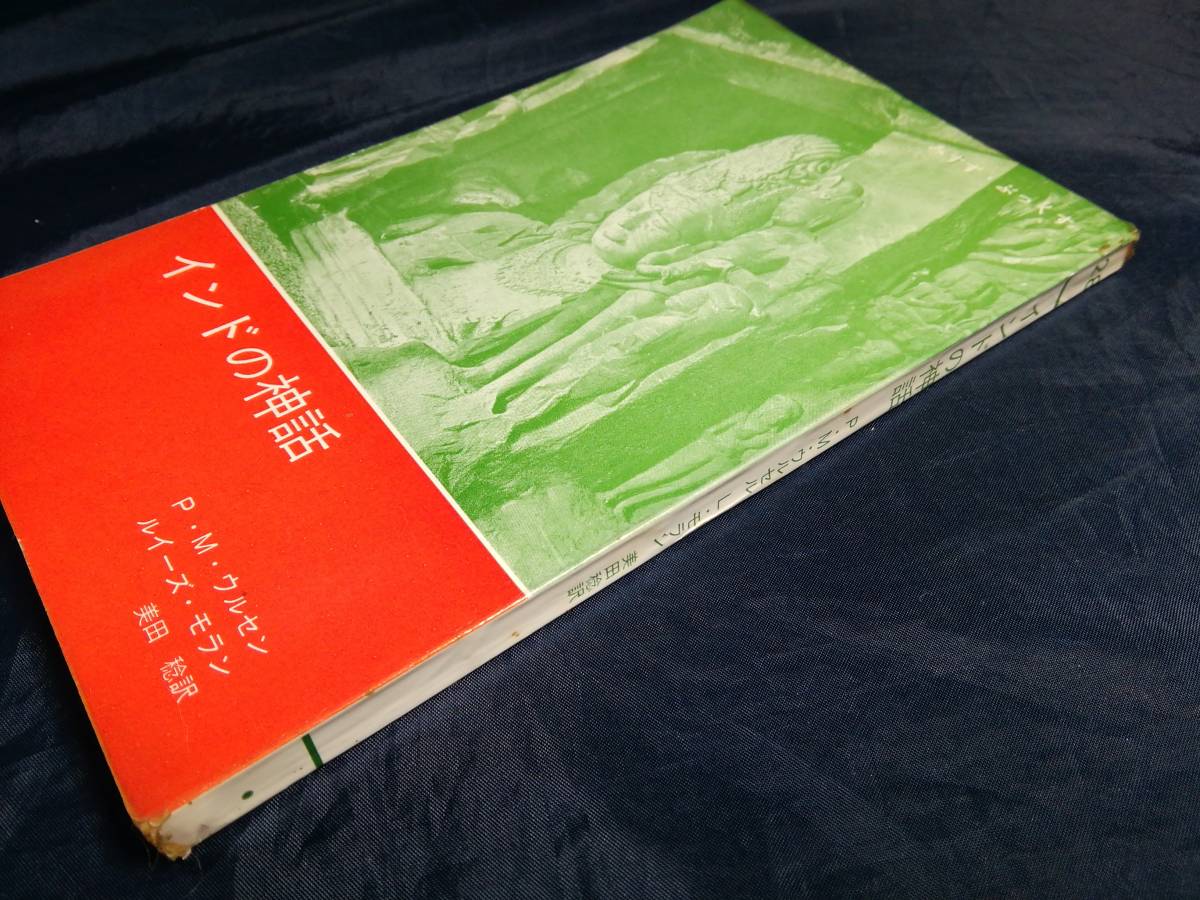 インドの神話
P・M・ウルセン
ルイーズ・モラン
美田 稔訳
インドの神話 P・M・ウルセル L・モラン 美田稔訳